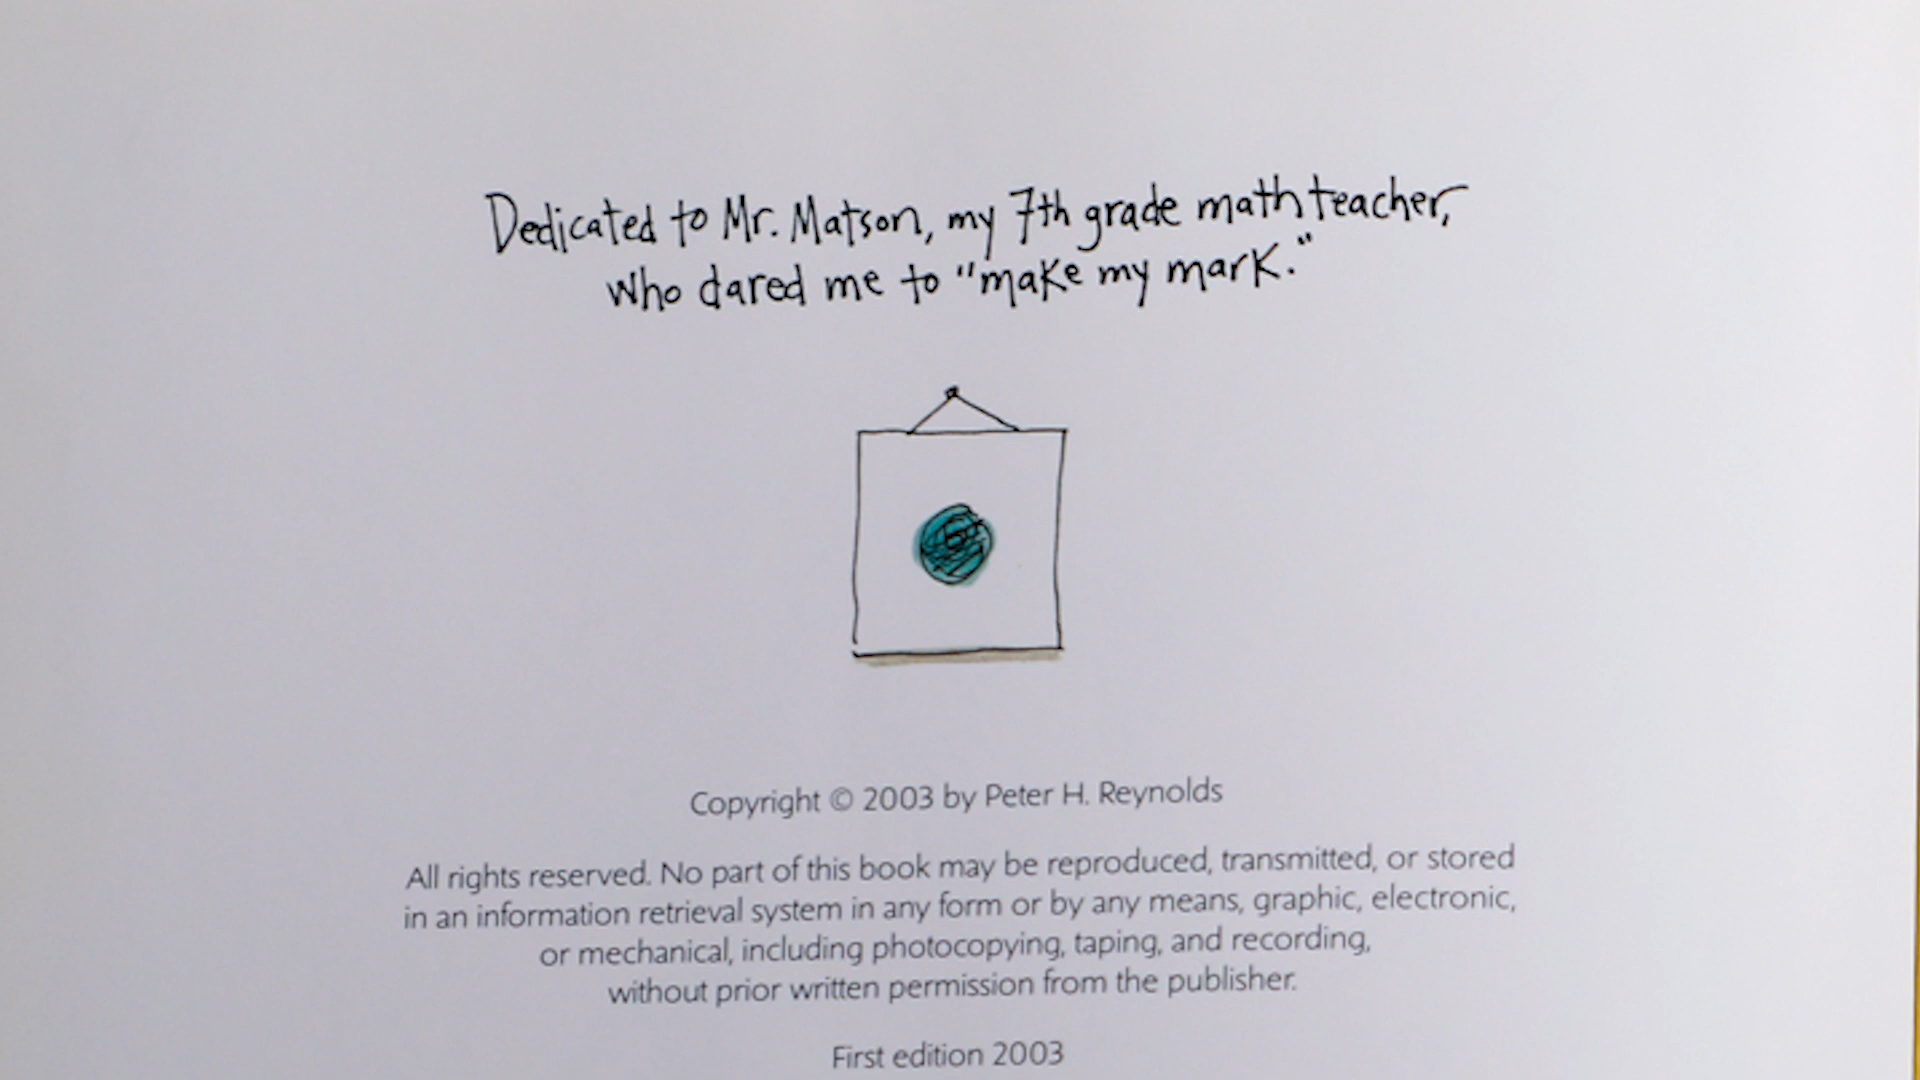 Dedicated to Mr. Matson, my 7th grade math teacher,
who dared me to "make my mark."
Copyright © 2003 by Peter H. Reynolds
All rights reserved. No part of this book may be reproduced, transmitted, or stored
in an information retrieval system in any form or by any means, graphic, electronic,
or mechanical, including photocopying, taping, and recording,
without prior written permission from the publisher.
First edition 2003